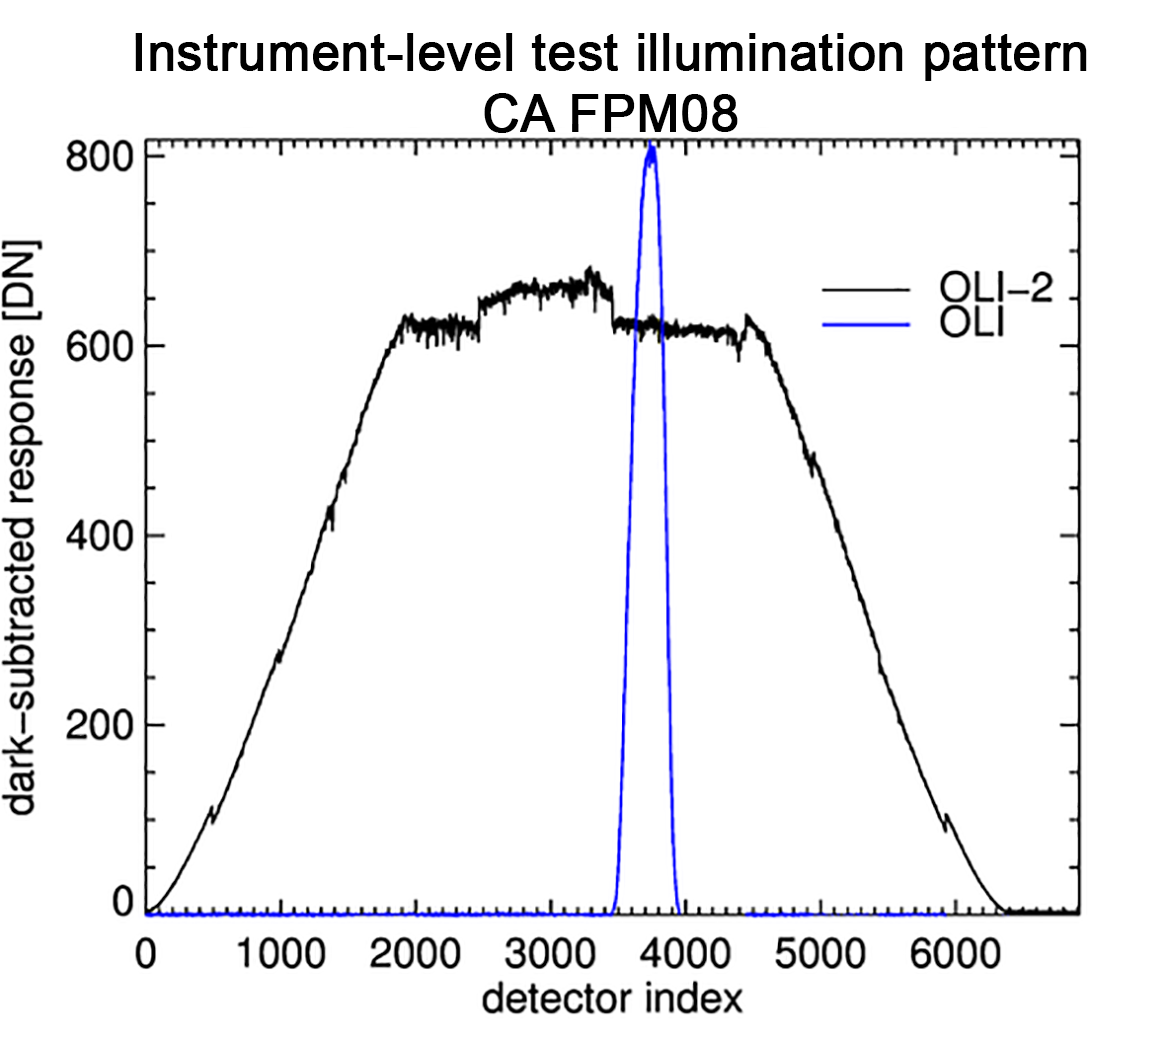 Instrument-level test illumination pattern
CA FPM08
dark-subtracted response [DN]
800
600
400
200
0
OLI-2
OLI
0 1000 2000 3000 4000 5000 6000
detector index